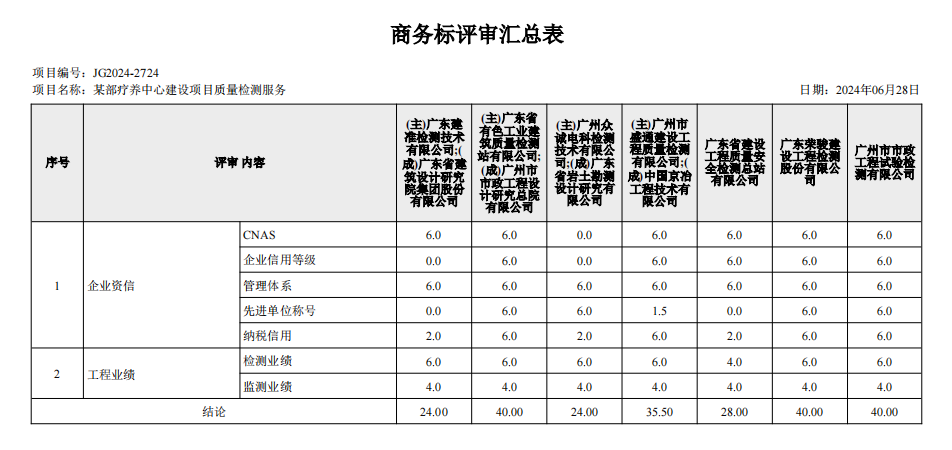 商务标评审汇总表
项目编号：JG2024-2724
项目名称：某部疗养中心建设项目质量检测服务
日期：2024年06月28日
序号
评审内容
(主)广东建
准检测技术
有限公司;(
成)广东省建
筑设计研究
院集团股份
有限公司
(主)广东省
有色工业建
筑质量检测
站有限公司;
(成)广州市
市政工程设
计研究总院
有限公司
(主)广州众
诚电科检测
技术有限公
司;(成)广东
省岩土勘测
设计研究有
限公司
(主)广州市
盛通建设工
程质量检测
有限公司;(
成)中国京冶
工程技术有
限公司
广东省建设
工程质量安
全检测总站
有限公司
广东荣骏建
设工程检测
股份有限公
司
广州市市政
工程试验检
测有限公司
1
企业资信
CNAS 6.0 6.0 0.0 6.0 6.0 6.0 6.0
企业信用等级 0.0 6.0 0.0 6.0 6.0 6.0 6.0
管理体系 6.0 6.0 6.0 6.0 6.0 6.0 6.0
先进单位称号 0.0 6.0 6.0 1.5 0.0 6.0 6.0
纳税信用 2.0 6.0 2.0 6.0 2.0 6.0 6.0
2
工程业绩
检测业绩 6.0 6.0 6.0 6.0 4.0 6.0 6.0
监测业绩 4.0 4.0 4.0 4.0 4.0 4.0 4.0
结论 24.00 40.00 24.00 35.50 28.00 40.00 40.00